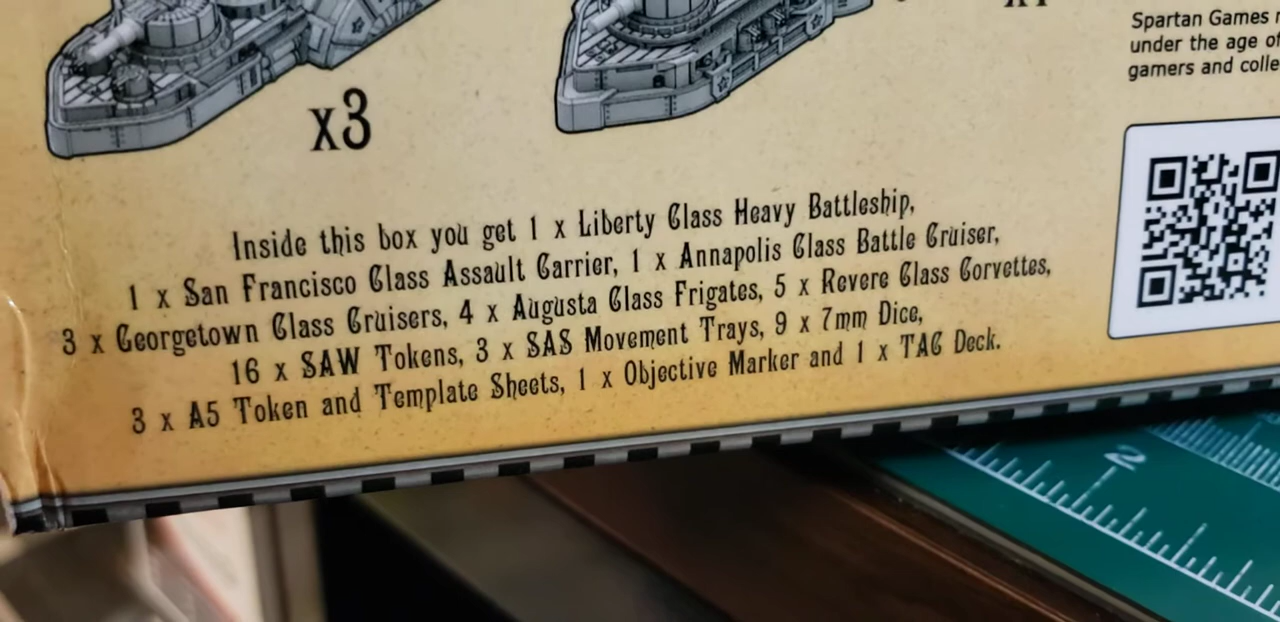 Spartan Games
under the age of
gamers and
x3
Inside this box you get 1 x Liberty Class Heavy Battleship,
1 x San Francisco Class Assault Carrier, 1 x Annapolis Class Battle Cruiser,
3 x Georgetown Class Cruisers, 4 x Augusta Class Frigates, 5 x Revere Class Corvettes,
16 x SAW Tokens, 3 x SAS Movement Trays, 9 x 7mm Dice,
3 x A5 Token and Template Sheets, 1 x Objective Marker and 1 x TAC Deck.
2